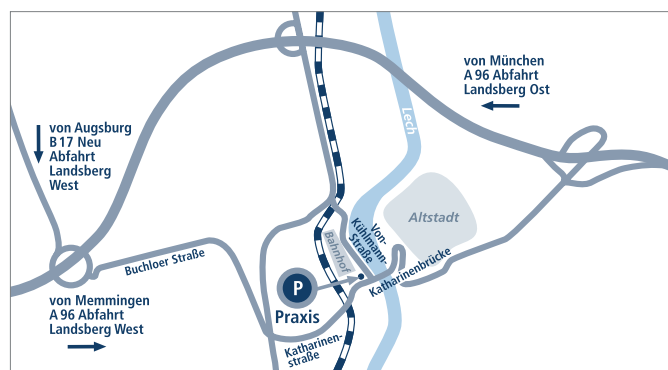 von München
A 96 Abfahrt
Landsberg Ost
Lech
von Augsburg
B 17 Neu
Abfahrt
Landsberg
West
Altstadt
Von-
Kühlmann-
Straße
Bahnhof
Buchloer Straße
Katharinenbrücke
P
Praxis
von Memmingen
A 96 Abfahrt
Landsberg West
Katharinen-
straße